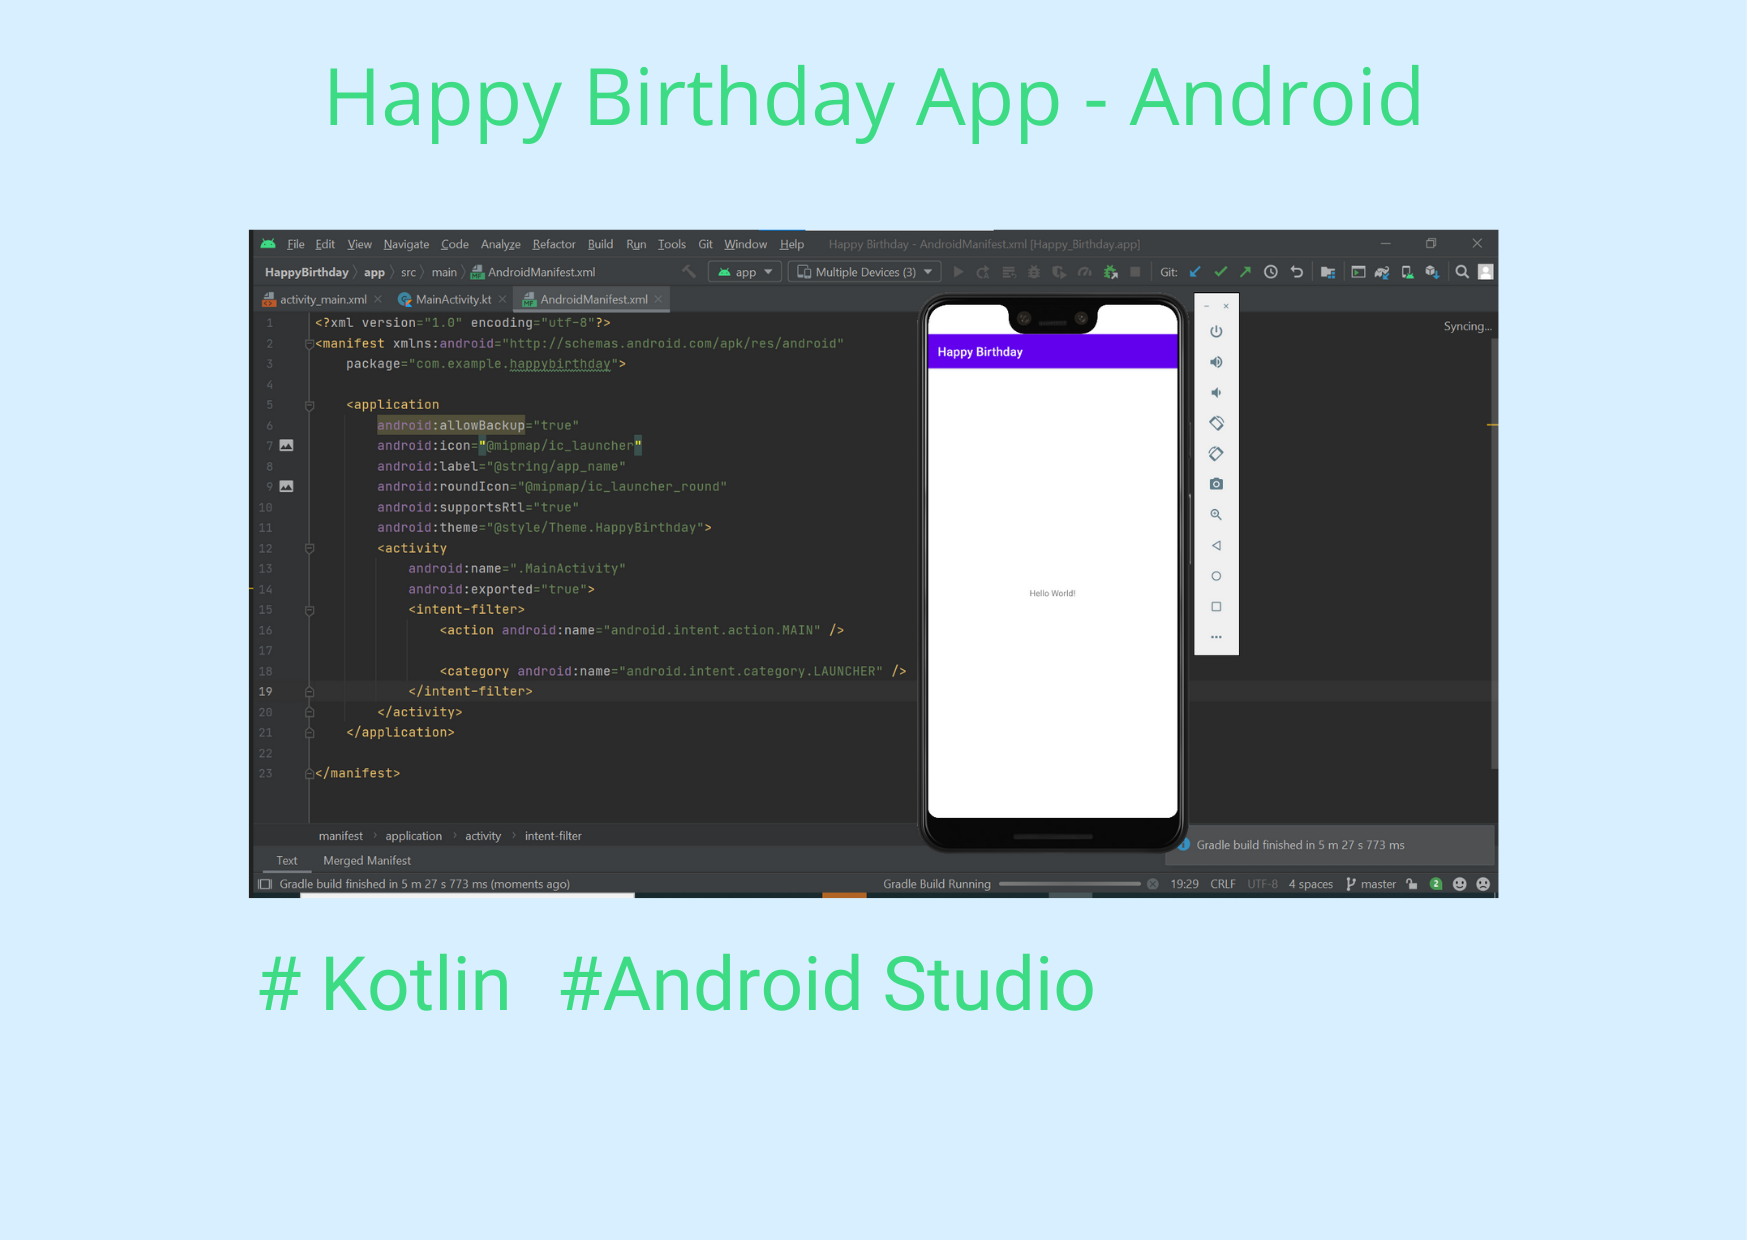 Happy Birthday App - Android
File Edit View Navigate Code Analyze Refactor Build Run Tools Git Window Help Happy Birthday - AndroidManifest.xml [Happy_Birthday.app]
HappyBirthday app src main AndroidManifest.xml app Multiple Devices (3) Git:
activity_main.xml MainActivity.kt AndroidManifest.xml
Syncing...
1 <?xml version="1.0" encoding="utf-8"?>
2 <manifest xmlns:android="http://schemas.android.com/apk/res/android"
3 package="com.example.happybirthday">
4
5 <application
6 android:allowBackup="true"
7 android:icon="@mipmap/ic_launcher"
8 android:label="@string/app_name"
9 android:roundIcon="@mipmap/ic_launcher_round"
10 android:supportsRtl="true"
11 android:theme="@style/Theme.HappyBirthday">
12 <activity
13 android:name=".MainActivity"
14 android:exported="true">
15 <intent-filter>
16 <action android:name="android.intent.action.MAIN" />
17
18 <category android:name="android.intent.category.LAUNCHER" />
19 </intent-filter>
20 </activity>
21 </application>
22
23 </manifest>
Happy Birthday
Hello World!
manifest application activity intent-filter
Gradle build finished in 5 m 27 s 773 ms
Text Merged Manifest
Gradle build finished in 5 m 27 s 773 ms (moments ago) Gradle Build Running 19:29 CRLF UTF-8 4 spaces master 2
# Kotlin #Android Studio